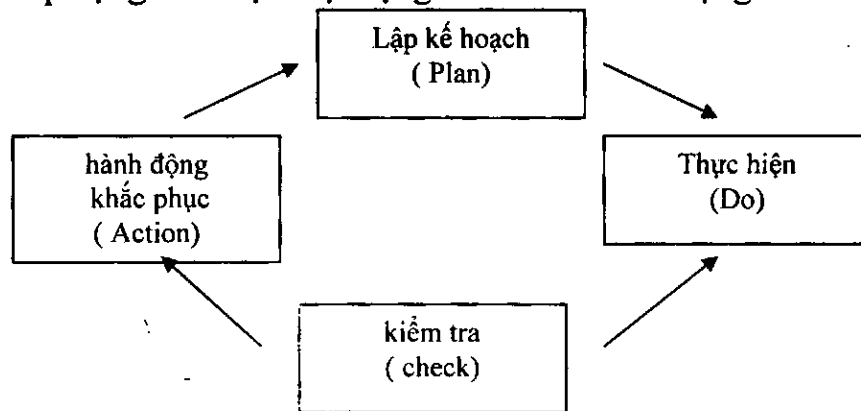 Lập kế hoạch
( Plan)
hành động
khắc phục
( Action)
Thực hiện
(Do)
kiểm tra
( check)